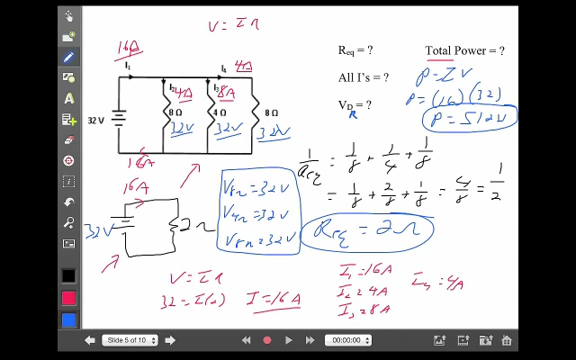 V = I R
16A
I₁
I₂
4A
I₃
8A
I₄
4A
32 V
8 Ω
4 Ω
8 Ω
32V
32V
32V
16A
Req = ?
Total Power = ?
All I's = ?
VD = ?
R
P = IV
P = (16)(32)
P = 512 V
16A
32V
2Ω
V8Ω = 32V
V4Ω = 32V
V8Ω = 32V
1/Req = 1/8 + 1/4 + 1/8
= 1/8 + 2/8 + 1/8 = 4/8 = 1/2
Req = 2Ω
V = I R
32 = I(2)
I = 16A
I₁ = 16A
I₂ = 4A
I₃ = 8A
I₄ = 4A
Slide 5 of 10
00:00:00